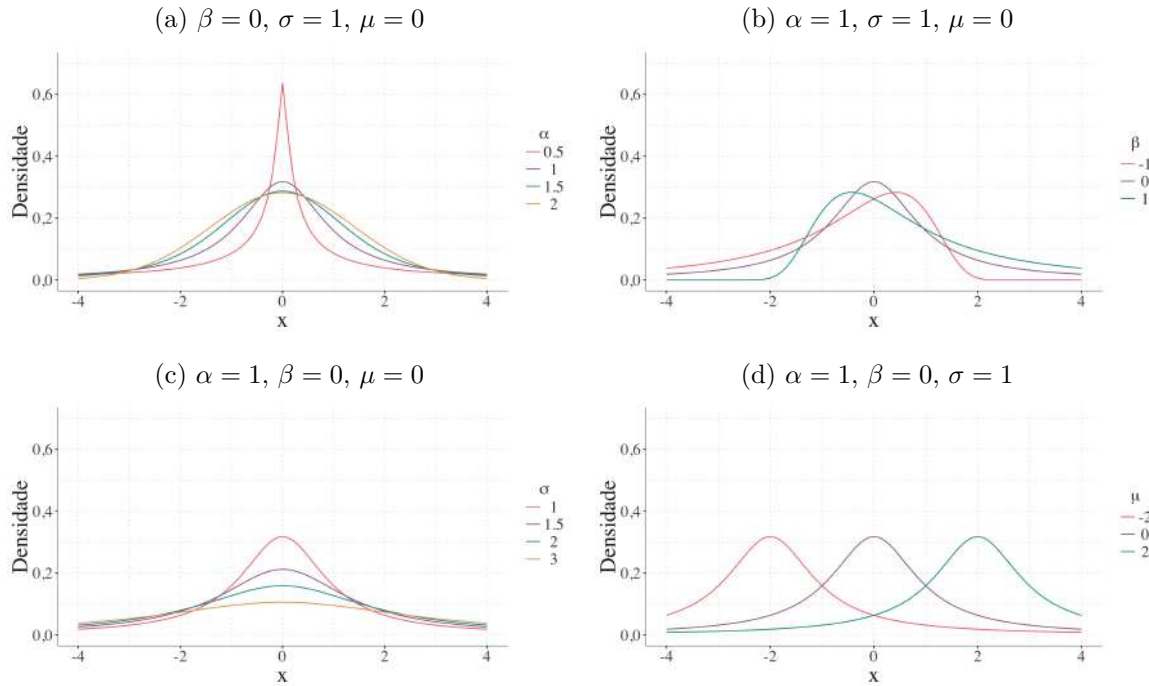 (a) β = 0, σ = 1, μ = 0
0,6
0,4
0,2
0,0
Densidade
-4 -2 0 2 4
x
α
0.5
1
1.5
2
(b) α = 1, σ = 1, μ = 0
0,6
0,4
0,2
0,0
Densidade
-4 -2 0 2 4
x
β
-1
0
1
(c) α = 1, β = 0, μ = 0
0,6
0,4
0,2
0,0
Densidade
-4 -2 0 2 4
x
σ
1
1.5
2
3
(d) α = 1, β = 0, σ = 1
0,6
0,4
0,2
0,0
Densidade
-4 -2 0 2 4
x
μ
-2
0
2